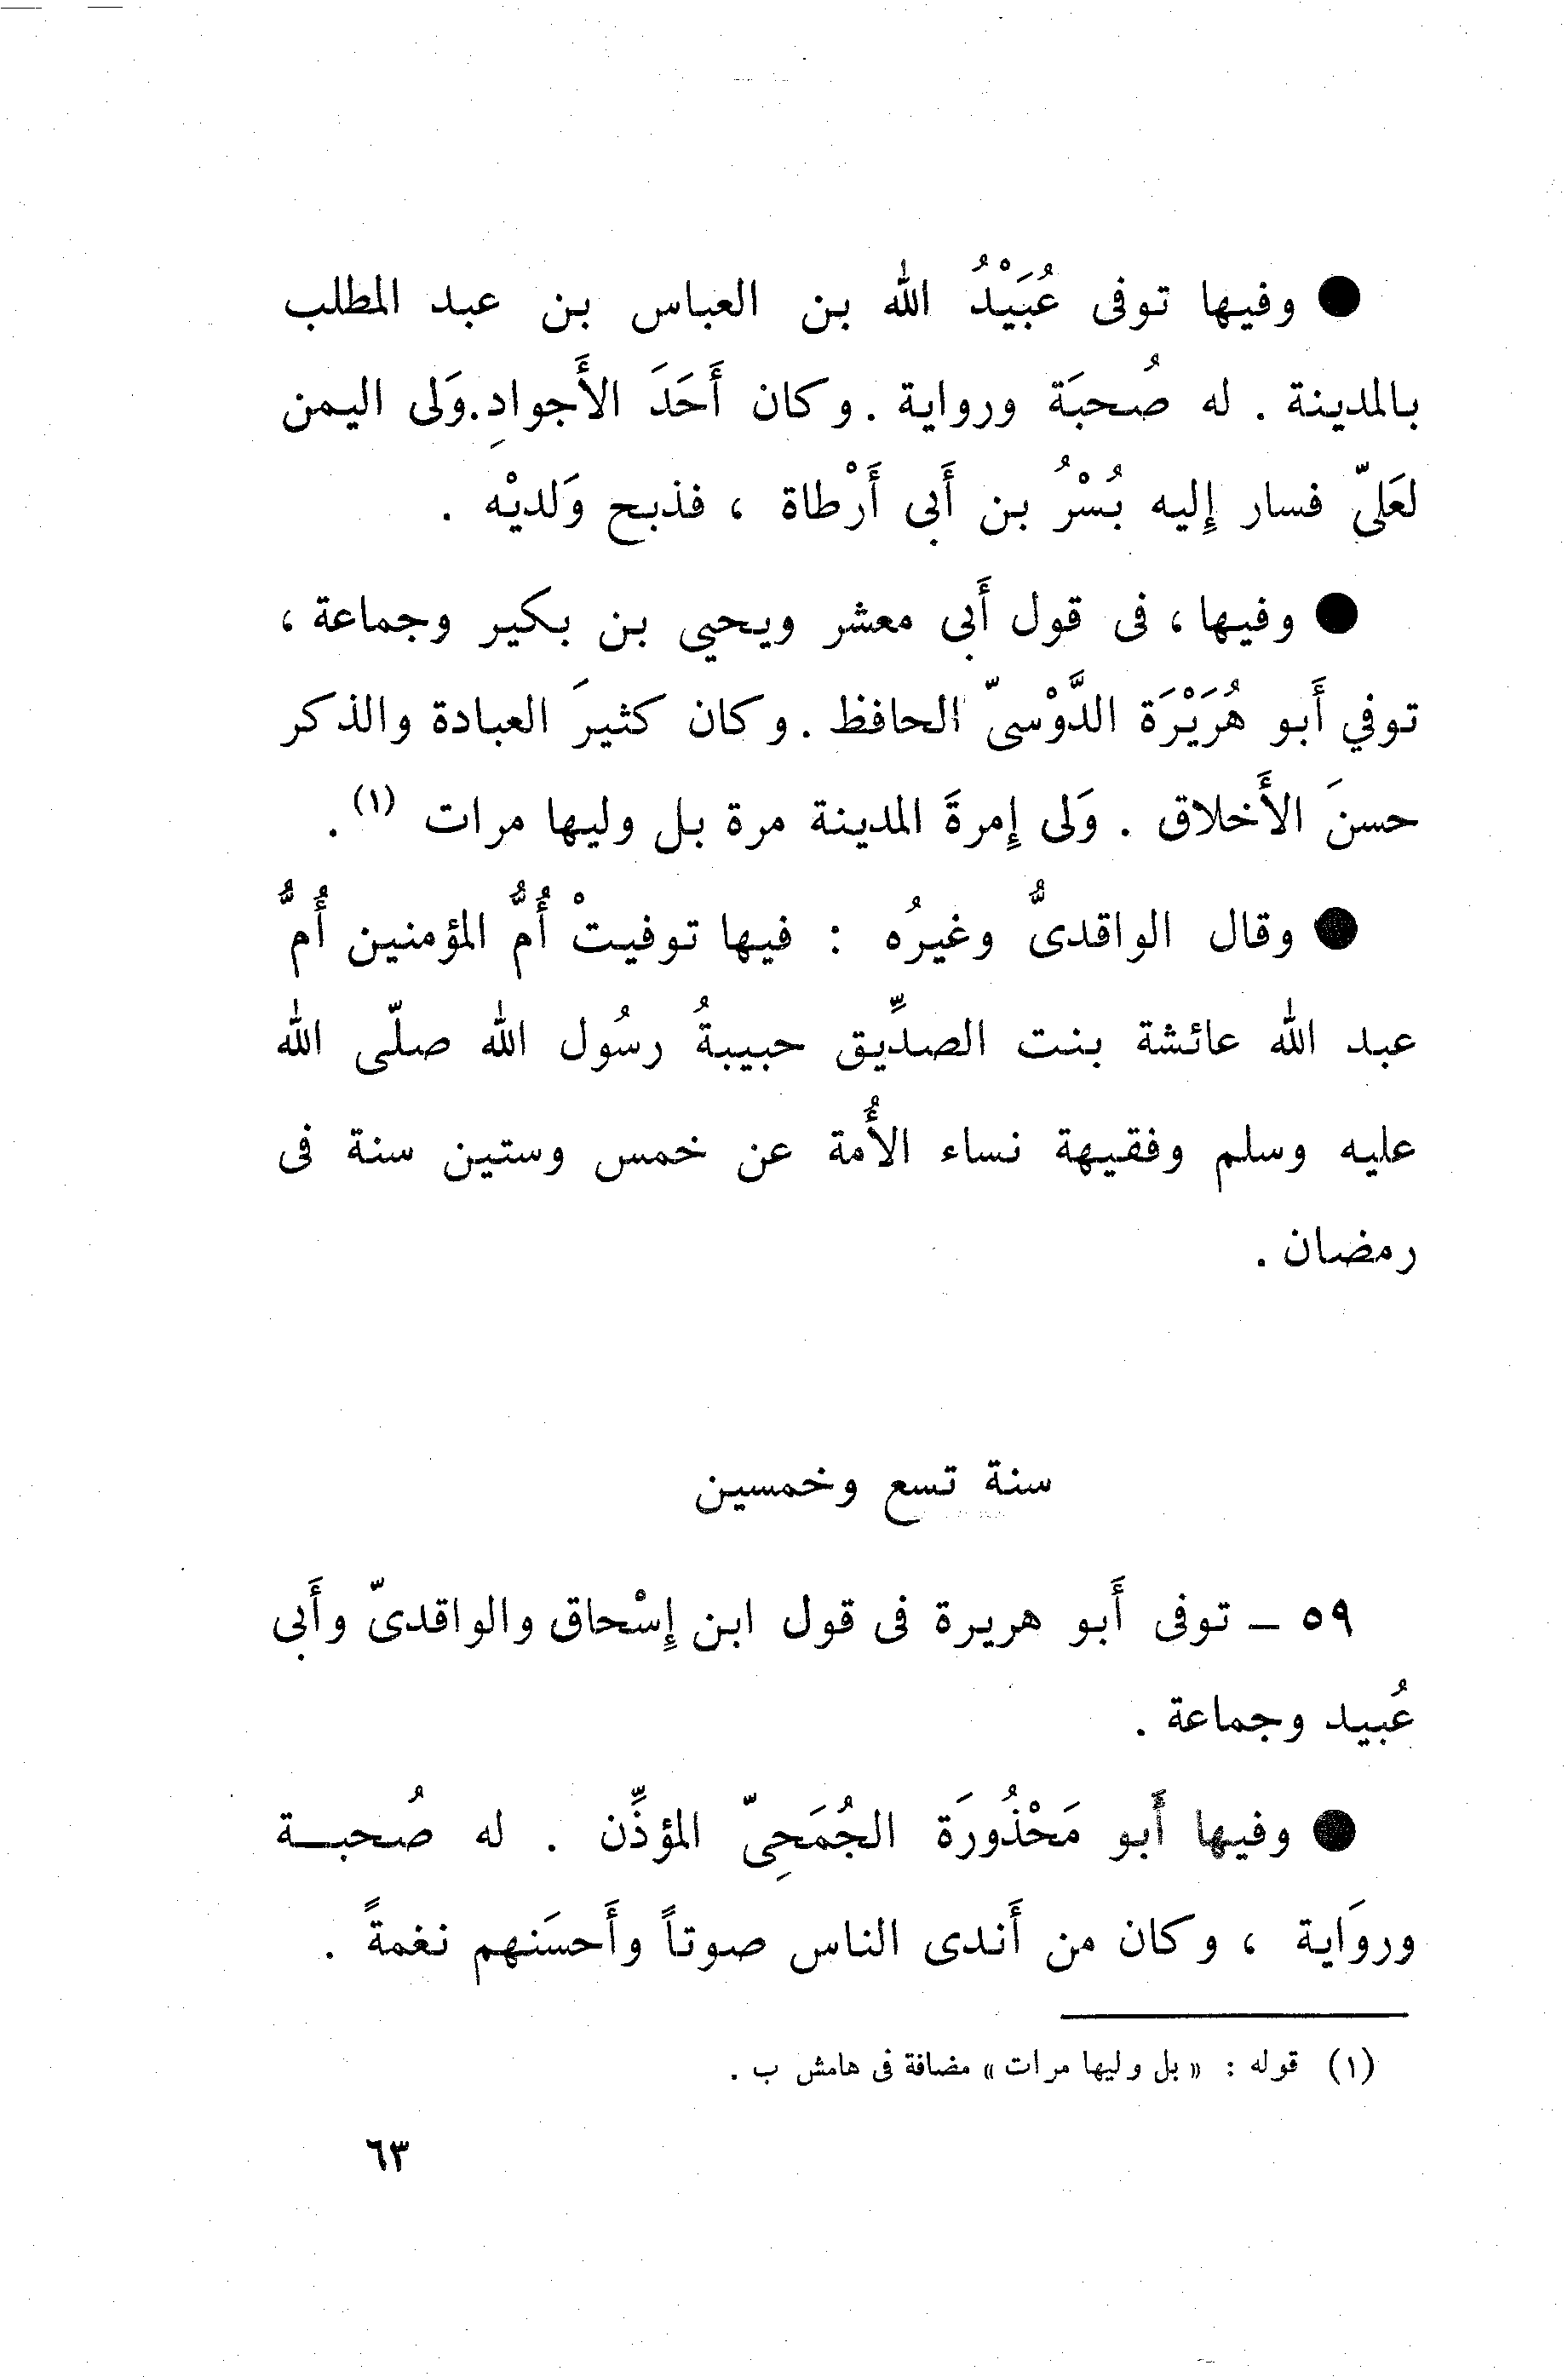 ● وفيها توفى عُبَيْدُ الله بن العباس بن عبد المطلب
بالمدينة . له صُحبَة ورواية . وكان أَحَدَ الأَجوادِ. وَلى اليمن
لعَلىّ فسار إِليه بُسْرُ بن أَبى أَرْطاة ، فذبح وَلديْه .
● وفيها ، فى قول أَبى معشر ويحيي بن بكير وجماعة ،
توفي أَبو هُرَيْرَة الدَّوْسىّ الحافظ . وكان كثيرَ العبادة والذكر
حسنَ الأَخلاق . وَلى إِمرةَ المدينة مرة بل وليها مرات (١) .
● وقال الواقدىُّ وغيرُه : فيها توفيتْ أُمُّ المؤمنين أُمُّ
عبد الله عائشة بنت الصدِّيق حبيبةُ رسُول الله صلّى الله
عليه وسلم وفقيهة نساء الأُمة عن خمس وستين سنة فى
رمضان .
سنة تسع وخمسين
٥٩ – توفى أَبو هريرة فى قول ابن إِسْحاق والواقدىّ وأَبى
عُبيد وجماعة .
● وفيها أَبو مَحْذُورَة الجُمَحِىّ المؤذِّن . له صُحبـــة
وروَاية ، وكان من أَندى الناس صوتاً وأَحسَنهم نغمةً .
(١) قوله : « بل وليها مرات » مضافة فى هامش ب .
٦٣